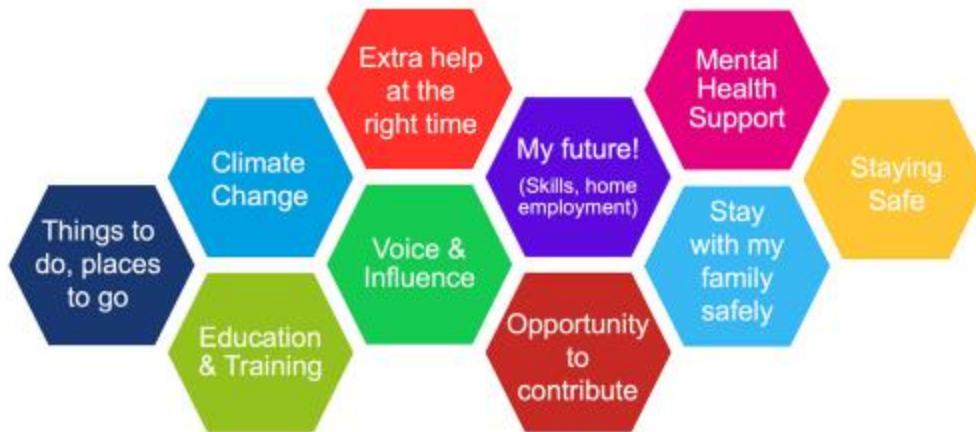 Things to
do, places
to go
Climate
Change
Education
& Training
Extra help
at the
right time
Voice &
Influence
My future!
(Skills, home
employment)
Opportunity
to
contribute
Mental
Health
Support
Stay
with my
family
safely
Staying
Safe